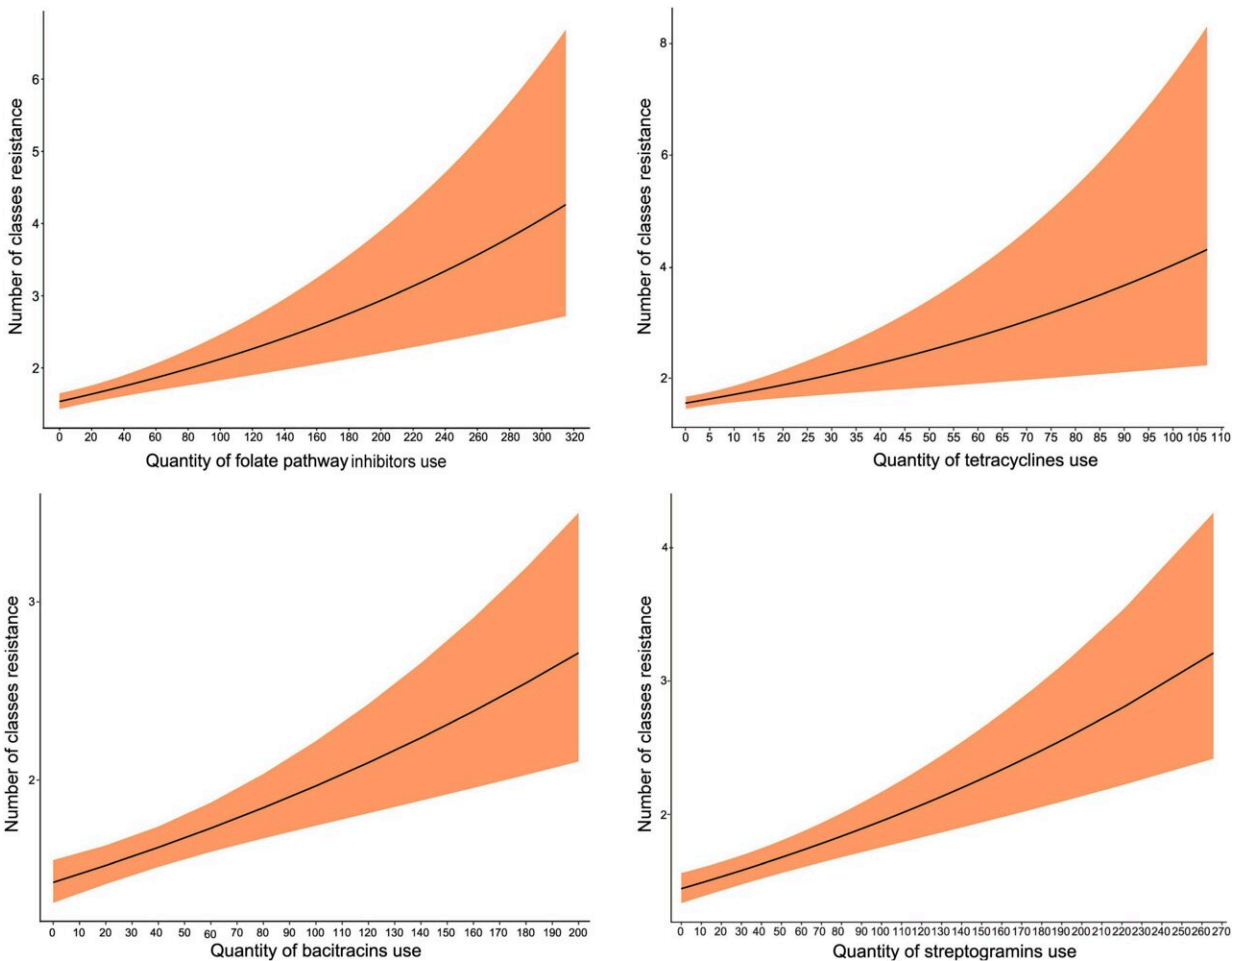 Number of classes resistance
6
5
4
3
2
0 20 40 60 80 100 120 140 160 180 200 220 240 260 280 300 320
Quantity of folate pathway inhibitors use
Number of classes resistance
8
6
4
2
0 5 10 15 20 25 30 35 40 45 50 55 60 65 70 75 80 85 90 95 100 105 110
Quantity of tetracyclines use
Number of classes resistance
3
2
0 10 20 30 40 50 60 70 80 90 100 110 120 130 140 150 160 170 180 190 200
Quantity of bacitracins use
Number of classes resistance
4
3
2
0 10 20 30 40 50 60 70 80 90 100 110 120 130 140 150 160 170 180 190 200 210 220 230 240 250 260 270
Quantity of streptogramins use